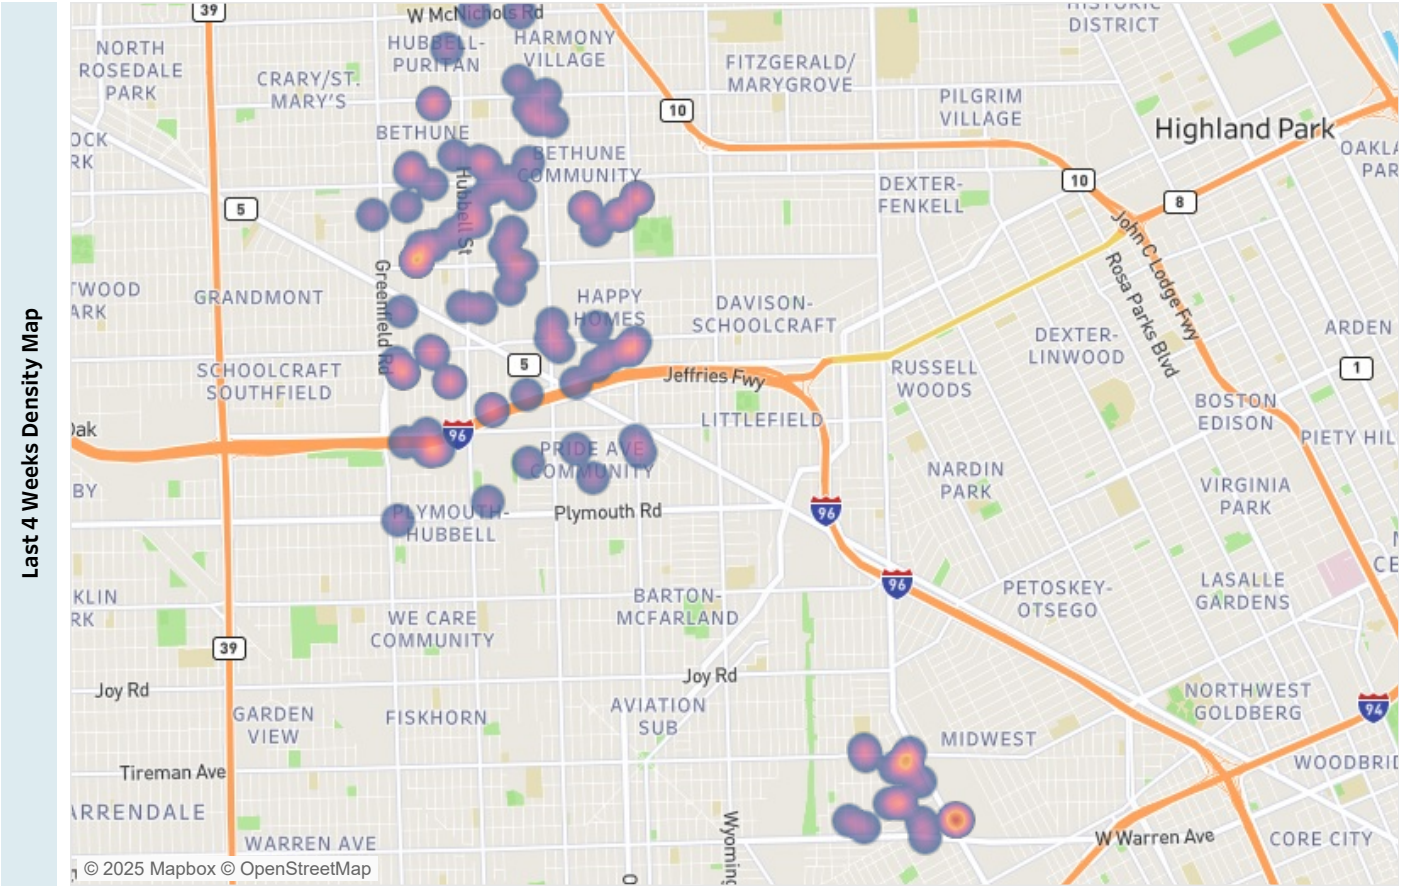 Last 4 Weeks Density Map
39
W McNichols Rd
HISTORIC
DISTRICT
NORTH
ROSEDALE
PARK
HUBBELL-
PURITAN
HARMONY
VILLAGE
CRARY/ST.
MARY'S
FITZGERALD/
MARYGROVE
10
PILGRIM
VILLAGE
Highland Park
BETHUNE
OCK
RK
BETHUNE
COMMUNITY
OAKLA
PAR
10
DEXTER-
FENKELL
8
5
Hubbell St
John C Lodge Fwy
Rosa Parks Blvd
Greenfield Rd
TWOOD
ARK
GRANDMONT
HAPPY
HOMES
DAVISON-
SCHOOLCRAFT
DEXTER-
LINWOOD
ARDEN
1
5
SCHOOLCRAFT
SOUTHFIELD
Jeffries Fwy
RUSSELL
WOODS
BOSTON
EDISON
LITTLEFIELD
Oak
96
PIETY HIL
PRIDE AVE
COMMUNITY
NARDIN
PARK
BY
VIRGINIA
PARK
PLYMOUTH-
HUBBELL
Plymouth Rd
96
CE
96
KLIN
RK
WE CARE
COMMUNITY
BARTON-
MCFARLAND
PETOSKEY-
OTSEGO
LASALLE
GARDENS
39
Joy Rd
Joy Rd
GARDEN
VIEW
FISKHORN
AVIATION
SUB
NORTHWEST
GOLDBERG
94
MIDWEST
Tireman Ave
WOODBRID
ARRENDALE
WARREN AVE
Wyoming
W Warren Ave
CORE CITY
© 2025 Mapbox © OpenStreetMap